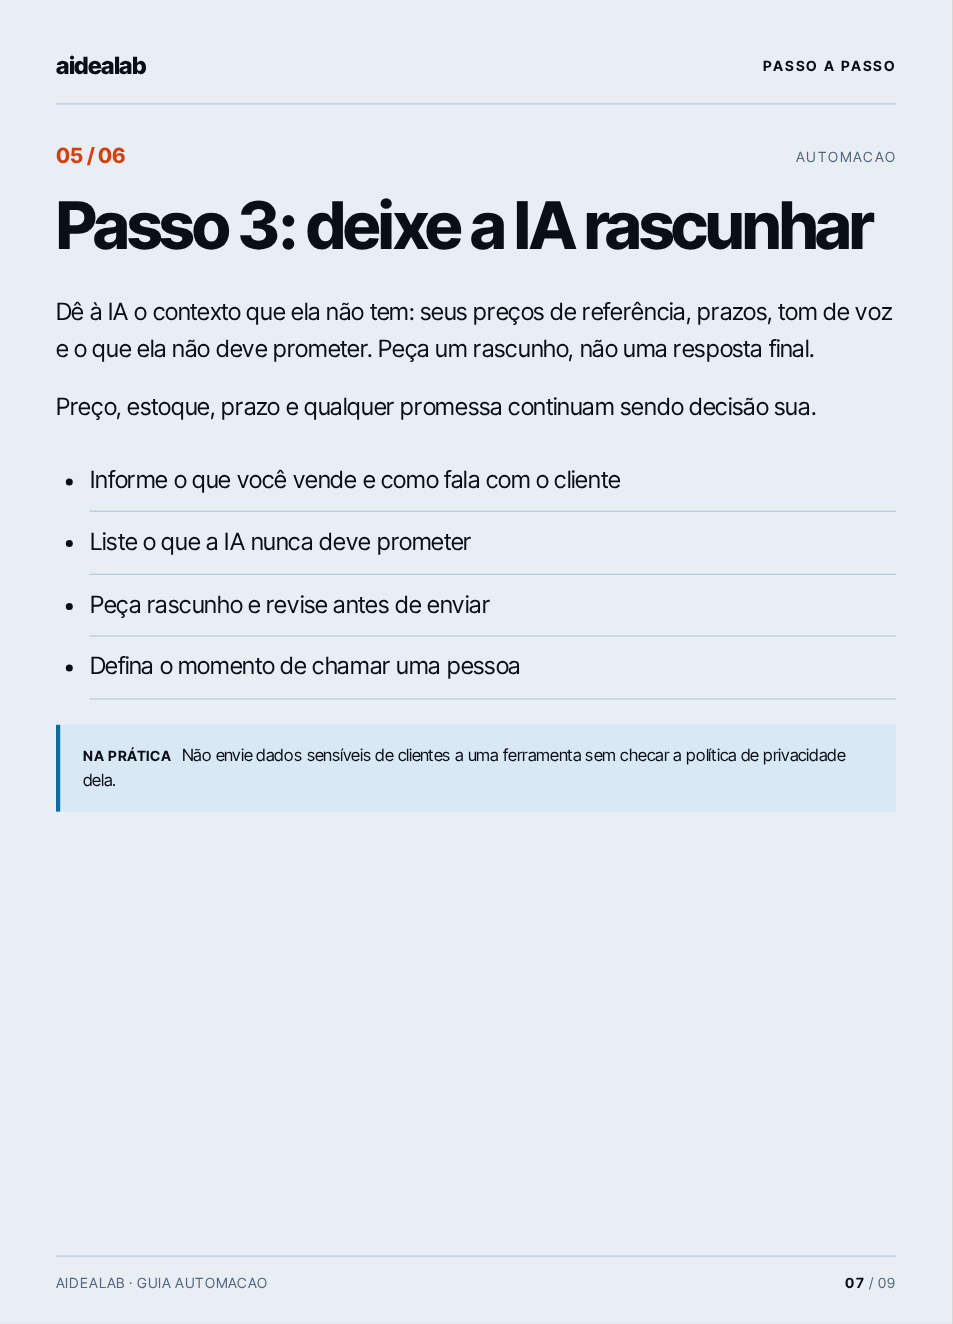 aidealab
PASSO A PASSO
05 / 06
AUTOMACAO
Passo 3: deixe a IA rascunhar
Dê à IA o contexto que ela não tem: seus preços de referência, prazos, tom de voz
e o que ela não deve prometer. Peça um rascunho, não uma resposta final.
Preço, estoque, prazo e qualquer promessa continuam sendo decisão sua.
• Informe o que você vende e como fala com o cliente
• Liste o que a IA nunca deve prometer
• Peça rascunho e revise antes de enviar
• Defina o momento de chamar uma pessoa
NA PRÁTICA Não envie dados sensíveis de clientes a uma ferramenta sem checar a política de privacidade
dela.
AIDEALAB · GUIA AUTOMACAO
07 / 09